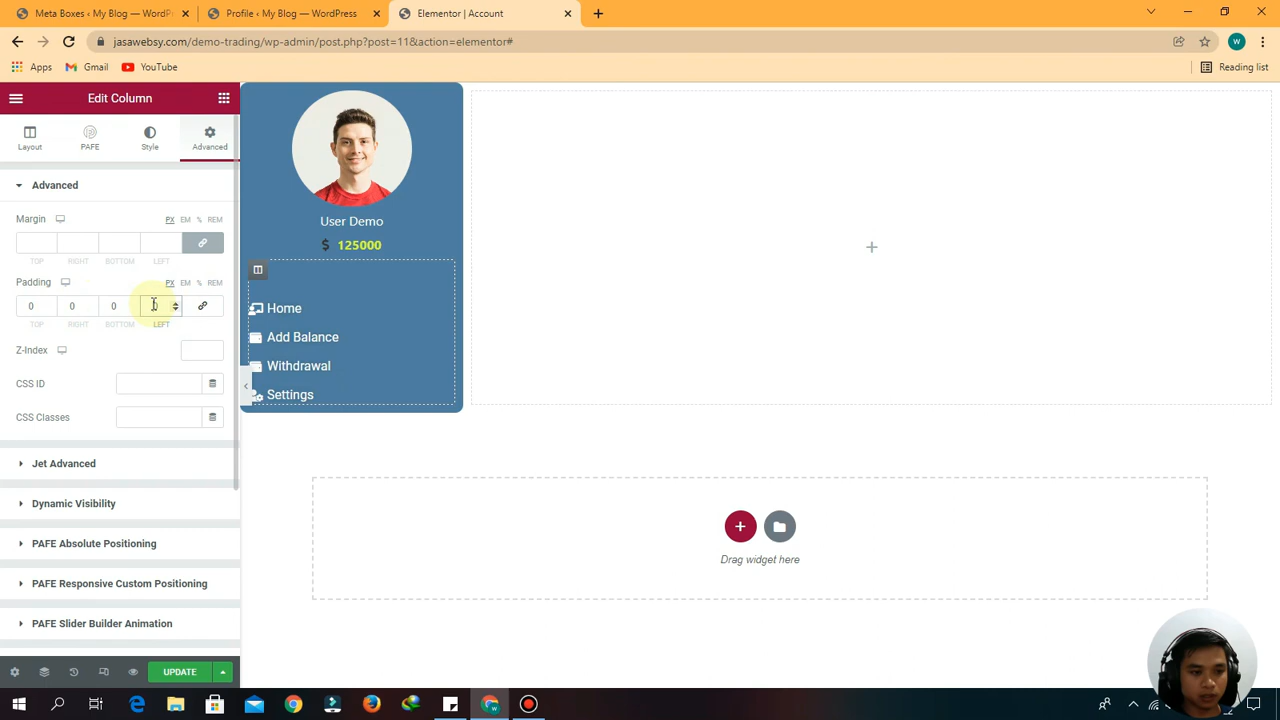 Meta Boxes ‹ My Blog — WordPr
Profile ‹ My Blog — WordPress
Elementor | Account
jasawebsy.com/demo-trading/wp-admin/post.php?post=11&action=elementor#
Apps
Gmail
YouTube
Reading list
Edit Column
Layout
PAFE
Style
Advanced
Advanced
Margin
PX EM % REM
TOP RIGHT BOTTOM LEFT
Padding
PX EM % REM
0 0 0
TOP RIGHT BOTTOM LEFT
Z-Index
CSS ID
CSS Classes
Jet Advanced
Dynamic Visibility
PAFE Absolute Positioning
PAFE Responsive Custom Positioning
PAFE Slider Builder Animation
UPDATE
User Demo
$ 125000
Home
Add Balance
Withdrawal
Settings
Drag widget here